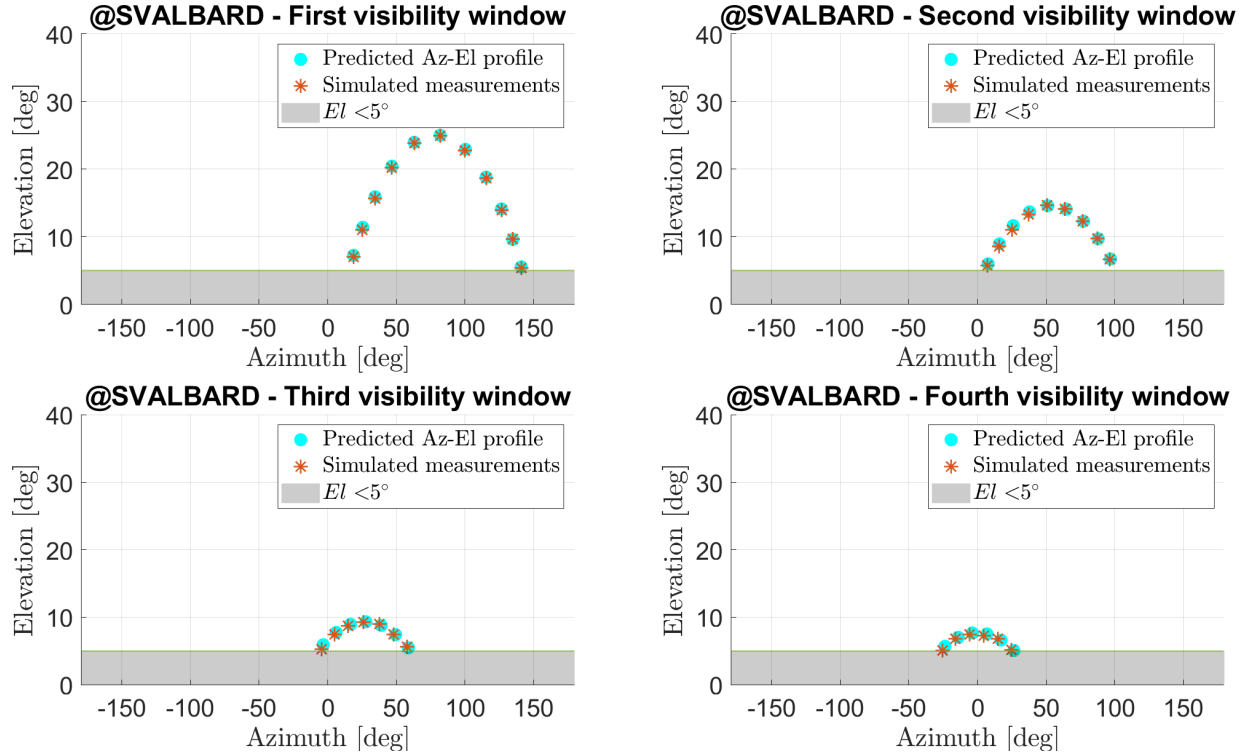 @SVALBARD - First visibility window
40
30
20
10
0
Elevation [deg]
Predicted Az-El profile
Simulated measurements
El <5°
-150 -100 -50 0 50 100 150
Azimuth [deg]
@SVALBARD - Second visibility window
40
30
20
10
0
Elevation [deg]
Predicted Az-El profile
Simulated measurements
El <5°
-150 -100 -50 0 50 100 150
Azimuth [deg]
@SVALBARD - Third visibility window
40
30
20
10
0
Elevation [deg]
Predicted Az-El profile
Simulated measurements
El <5°
-150 -100 -50 0 50 100 150
Azimuth [deg]
@SVALBARD - Fourth visibility window
40
30
20
10
0
Elevation [deg]
Predicted Az-El profile
Simulated measurements
El <5°
-150 -100 -50 0 50 100 150
Azimuth [deg]